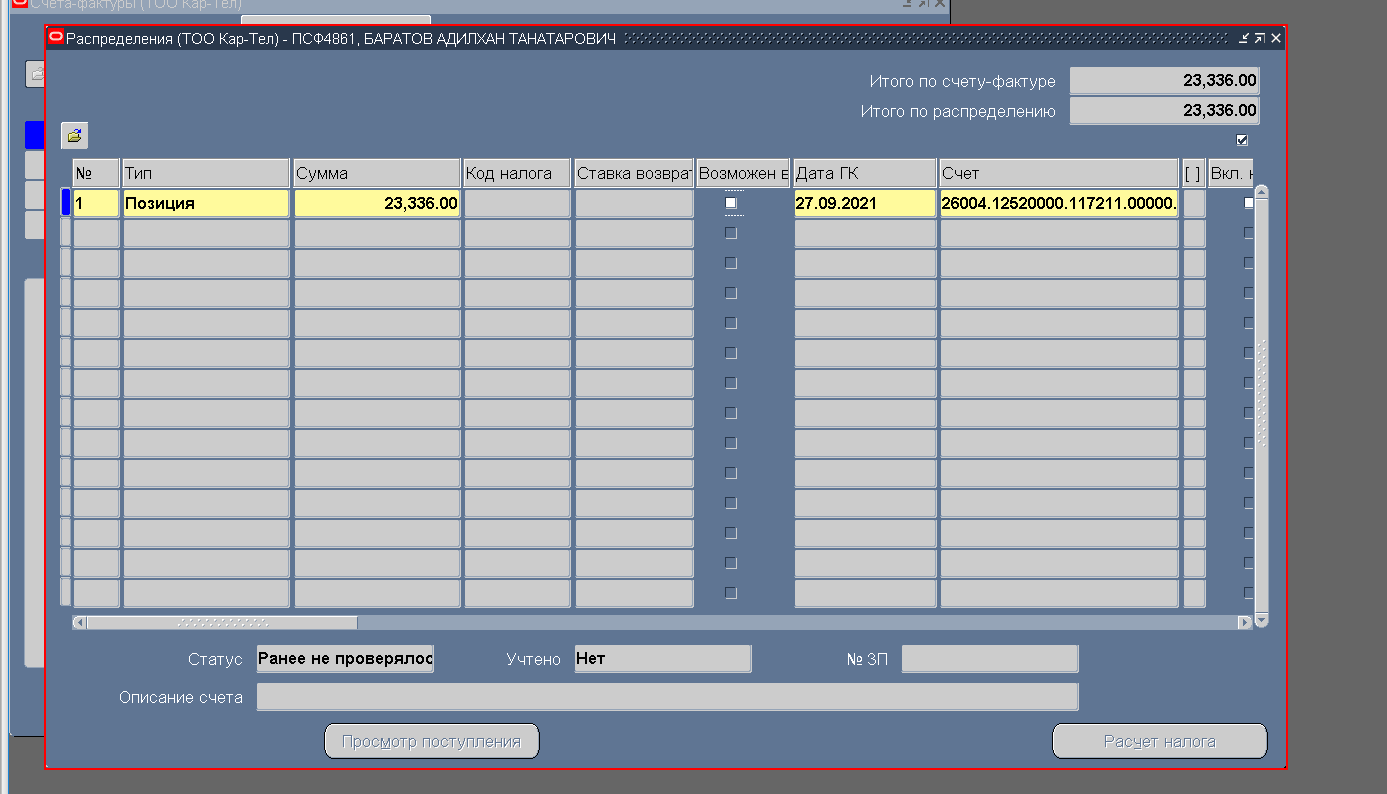 Счета-фактуры (ТОО Кар-Тел)
Распределения (ТОО Кар-Тел) - ПСФ4861, БАРАТОВ АДИЛХАН ТАНАТАРОВИЧ
Итого по счету-фактуре 23,336.00
Итого по распределению 23,336.00
№ Тип Сумма Код налога Ставка возврат Возможен в Дата ГК Счет [ ] Вкл. н
1 Позиция 23,336.00 27.09.2021 26004.12520000.117211.00000.
Статус Ранее не проверялос Учтено Нет № ЗП
Описание счета
Просмотр поступления Расчет налога